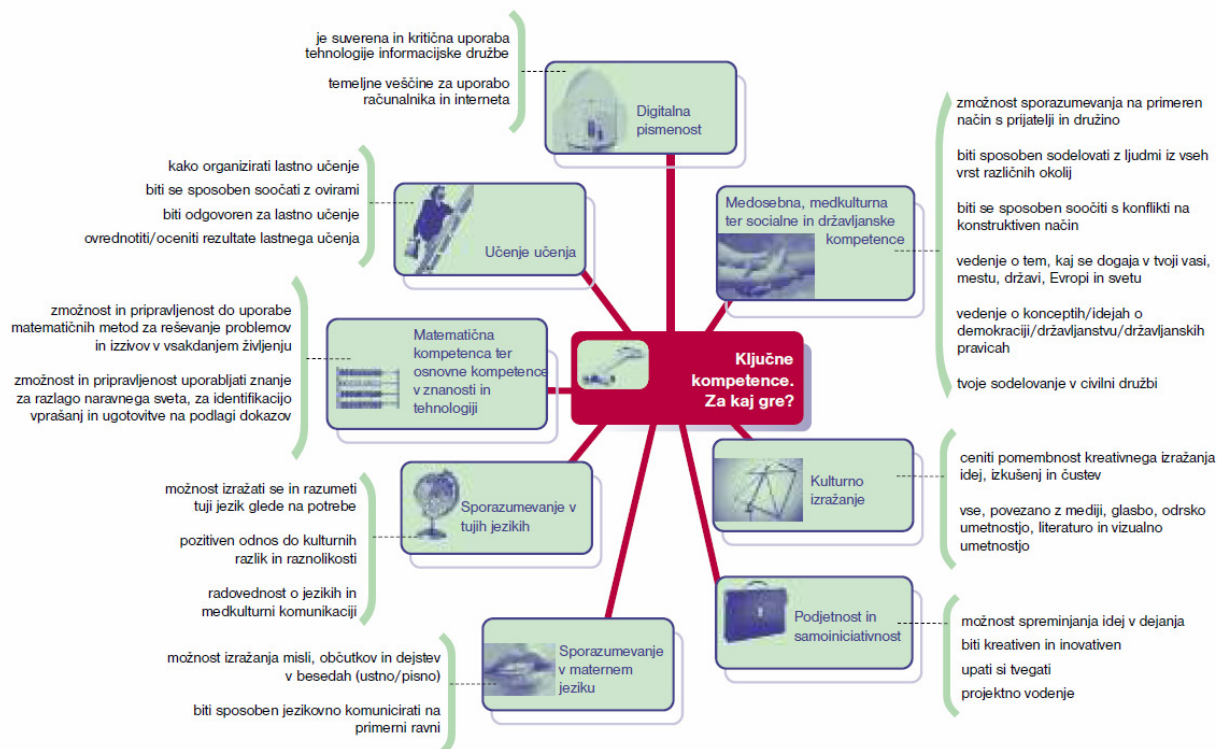 je suverena in kritična uporaba
tehnologije informacijske družbe
temeljne veščine za uporabo
računalnika in interneta
Digitalna
pismenost
kako organizirati lastno učenje
biti se sposoben soočati z ovirami
biti odgovoren za lastno učenje
ovrednotiti/oceniti rezultate lastnega učenja
Učenje učenja
zmožnost in pripravljenost do uporabe
matematičnih metod za reševanje problemov
in izzivov v vsakdanjem življenju
zmožnost in pripravljenost uporabljati znanje
za razlago naravnega sveta, za identifikacijo
vprašanj in ugotovitve na podlagi dokazov
Matematična
kompetenca ter
osnovne kompetence
v znanosti in
tehnologiji
možnost izražati se in razumeti
tuji jezik glede na potrebe
pozitiven odnos do kulturnih
razlik in raznolikosti
radovednost o jezikih in
medkulturni komunikaciji
Sporazumevanje v
tujih jezikih
možnost izražanja misli, občutkov in dejstev
v besedah (ustno/pisno)
biti sposoben jezikovno komunicirati na
primerni ravni
Sporazumevanje
v maternem
jeziku
Ključne
kompetence.
Za kaj gre?
Medosebna, medkulturna
ter socialne in državljanske
kompetence
zmožnost sporazumevanja na primeren
način s prijatelji in družino
biti sposoben sodelovati z ljudmi iz vseh
vrst različnih okolij
biti se sposoben soočiti s konflikti na
konstruktiven način
vedenje o tem, kaj se dogaja v tvoji vasi,
mestu, državi, Evropi in svetu
vedenje o konceptih/idejah o
demokraciji/državljanstvu/državljanskih
pravicah
tvoje sodelovanje v civilni družbi
Kulturno
izražanje
ceniti pomembnost kreativnega izražanja
idej, izkušenj in čustev
vse, povezano z mediji, glasbo, odrsko
umetnostjo, literaturo in vizualno
umetnostjo
Podjetnost in
samoiniciativnost
možnost spreminjanja idej v dejanja
biti kreativen in inovativen
upati si tvegati
projektno vodenje